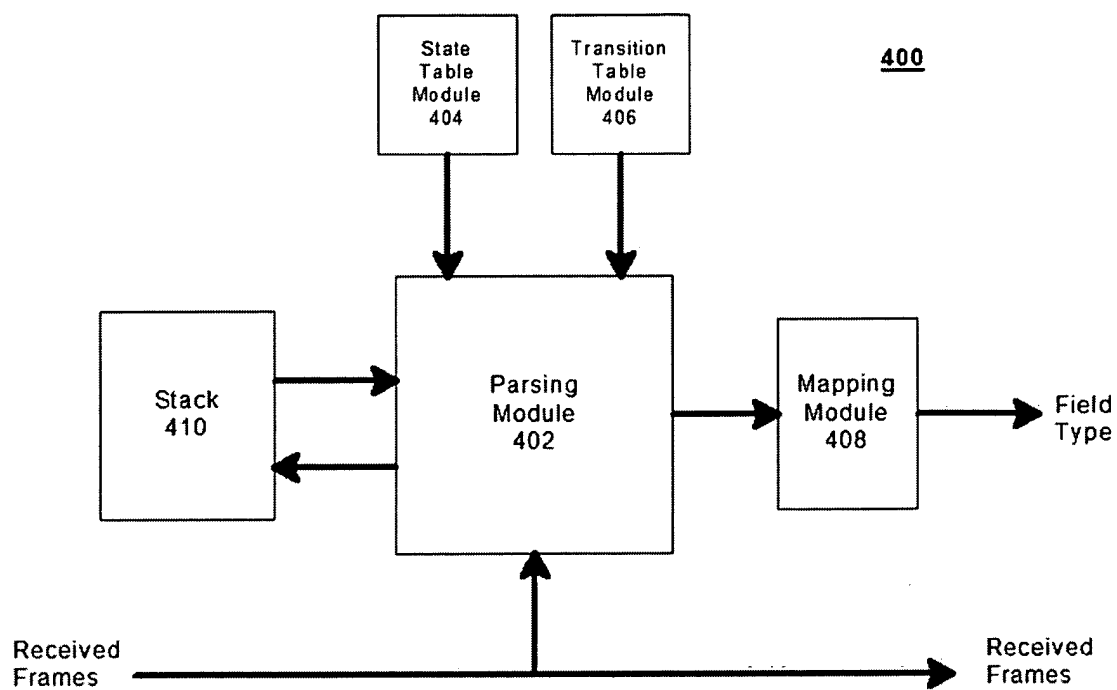 State
Table
Module
404
Transition
Table
Module
406
400
Stack
410
Parsing
Module
402
Mapping
Module
408
Field
Type
Received
Frames
Received
Frames